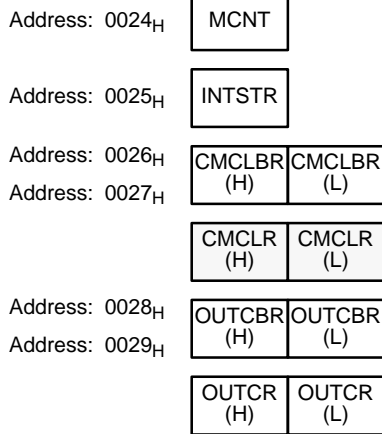 Address: 0024H MCNT
Address: 0025H INTSTR
Address: 0026H
Address: 0027H
CMCLBR CMCLBR
(H) (L)
CMCLR CMCLR
(H) (L)
Address: 0028H
Address: 0029H
OUTCBR OUTCBR
(H) (L)
OUTCR OUTCR
(H) (L)